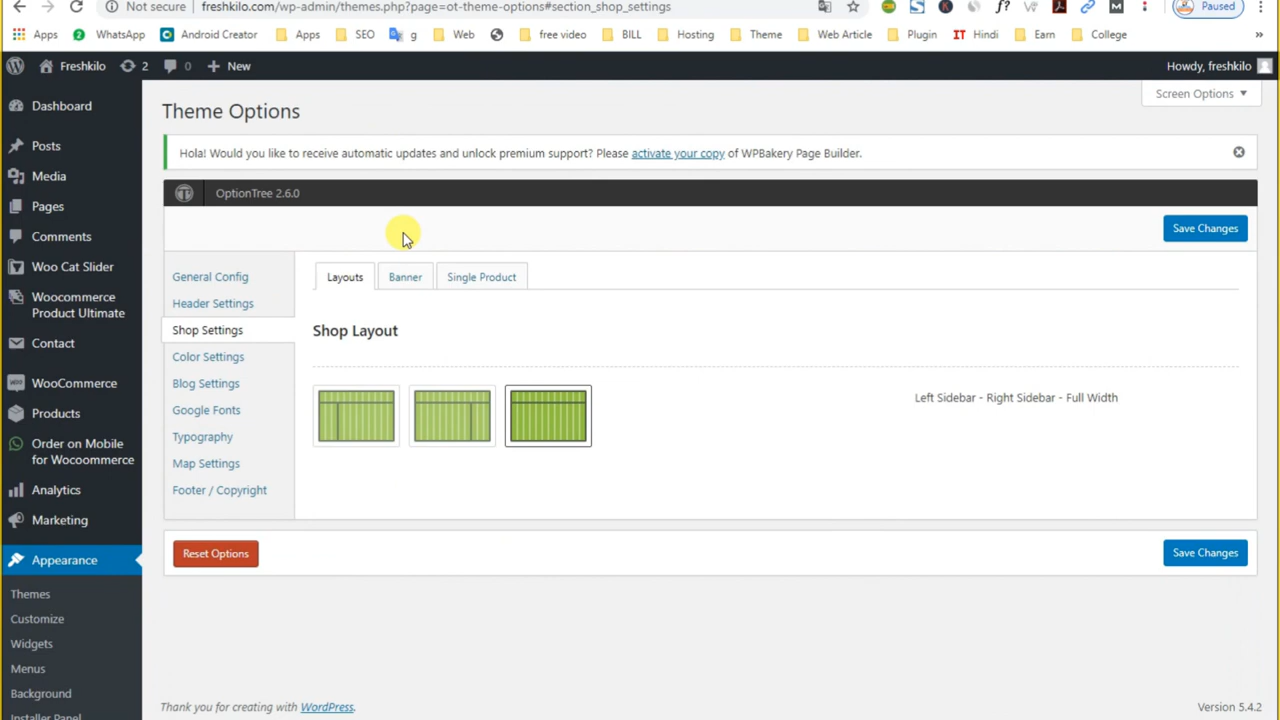 Not secure
freshkilo.com/wp-admin/themes.php?page=ot-theme-options#section_shop_settings
Paused
Apps
WhatsApp
Android Creator
Apps
SEO
g
Web
free video
BILL
Hosting
Theme
Web Article
Plugin
IT Hindi
Earn
College
»
Freshkilo
2
0
New
Howdy, freshkilo
Screen Options
Dashboard
Posts
Media
Pages
Comments
Woo Cat Slider
Woocommerce
Product Ultimate
Contact
WooCommerce
Products
Order on Mobile
for Wocoommerce
Analytics
Marketing
Appearance
Themes
Customize
Widgets
Menus
Background
Installer Panel
Theme Options
Hola! Would you like to receive automatic updates and unlock premium support? Please activate your copy of WPBakery Page Builder.
OptionTree 2.6.0
Save Changes
General Config
Header Settings
Shop Settings
Color Settings
Blog Settings
Google Fonts
Typography
Map Settings
Footer / Copyright
Layouts
Banner
Single Product
Shop Layout
Left Sidebar - Right Sidebar - Full Width
Reset Options
Save Changes
Thank you for creating with WordPress.
Version 5.4.2